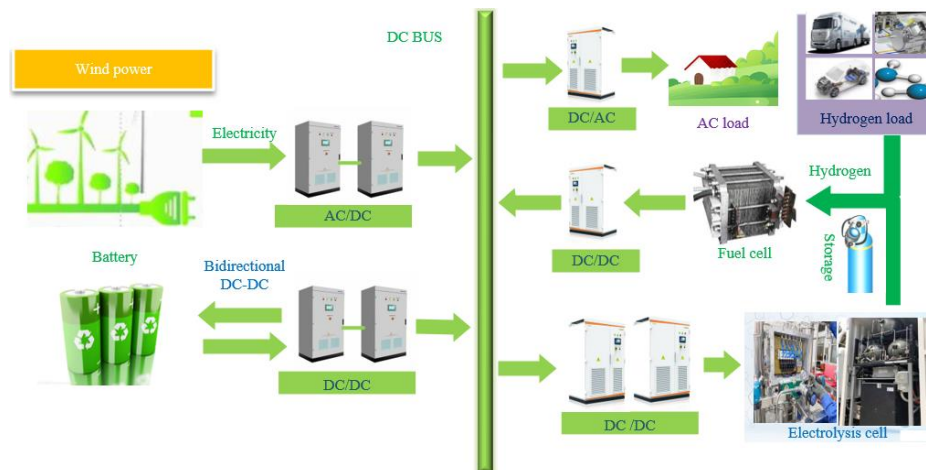 DC BUS
Wind power
Electricity
AC/DC
Battery
Bidirectional
DC-DC
DC/DC
DC/AC
AC load
Hydrogen load
Hydrogen
Storage
DC/DC
Fuel cell
DC /DC
Electrolysis cell